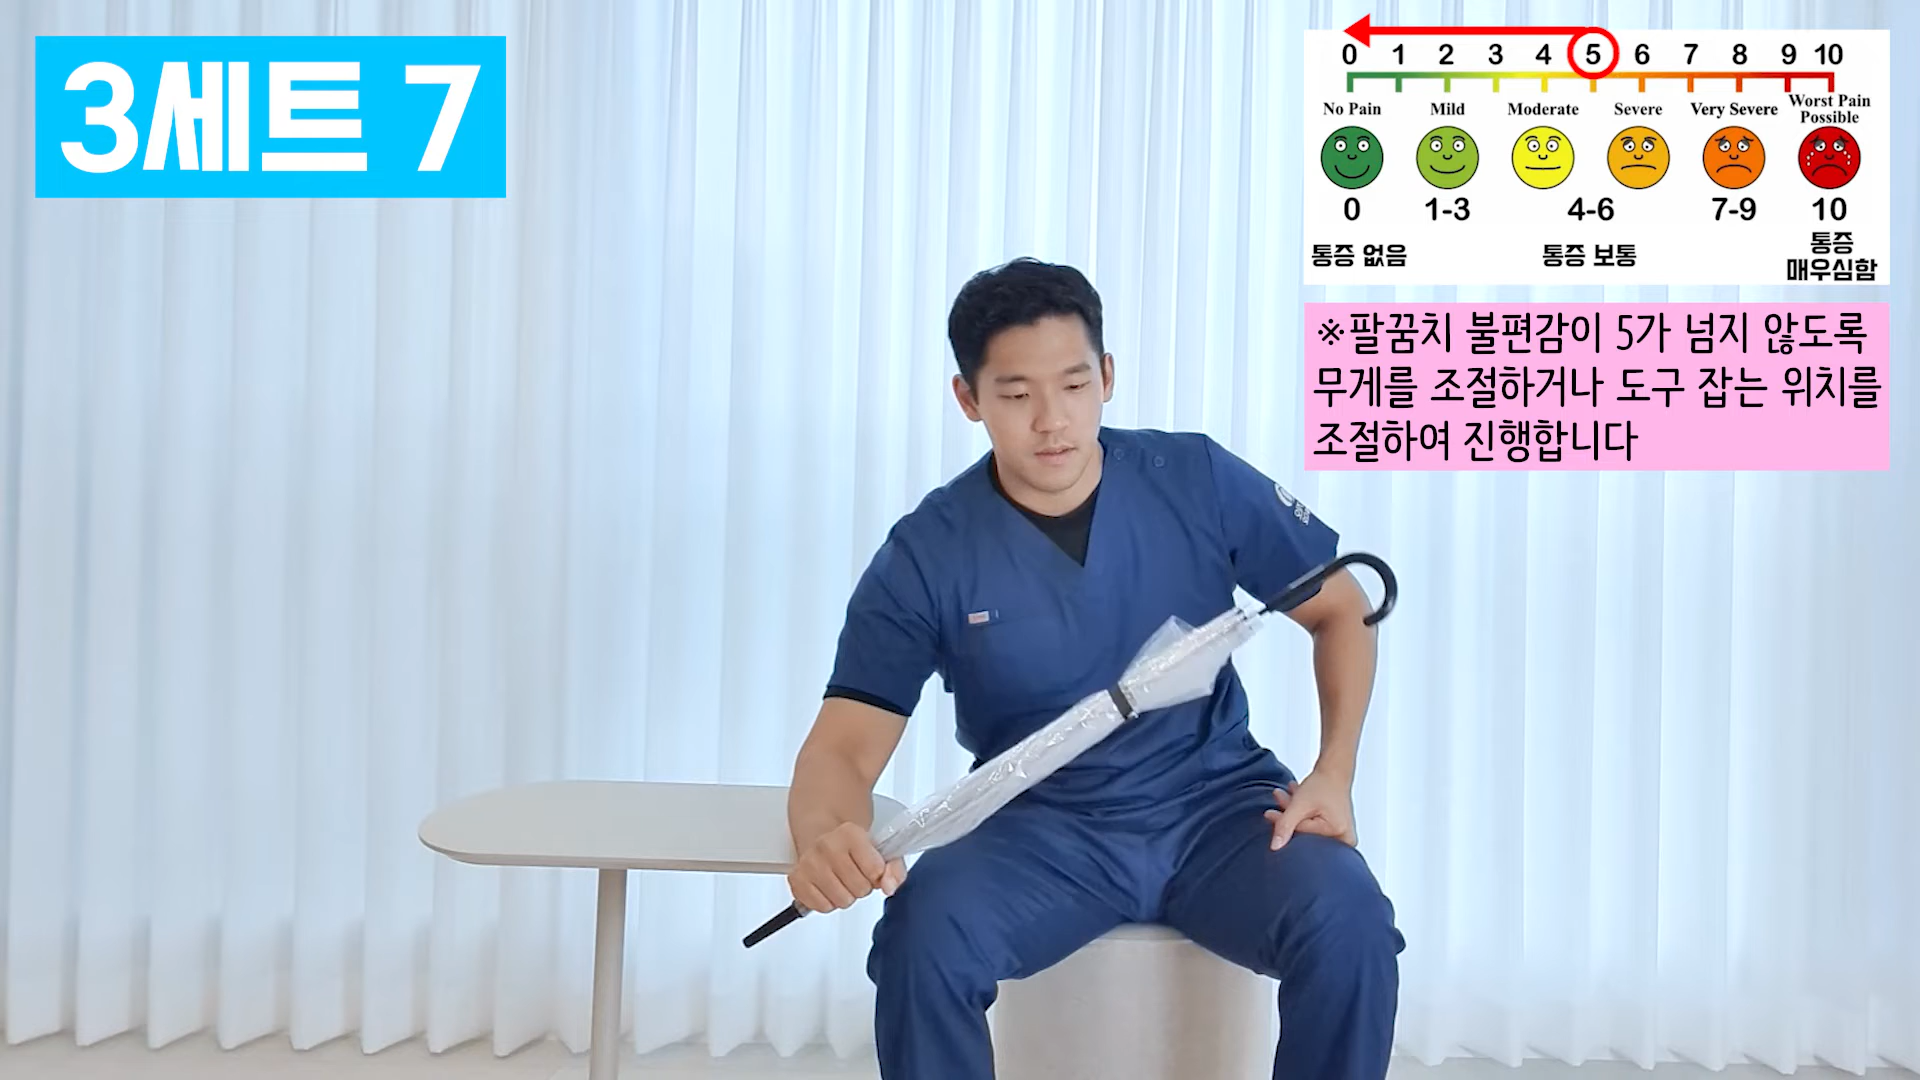 3세트 7
0 1 2 3 4 5 6 7 8 9 10
No Pain Mild Moderate Severe Very Severe Worst Pain Possible
0 1-3 4-6 7-9 10
통증 없음 통증 보통 통증 매우심함
※팔꿈치 불편감이 5가 넘지 않도록
무게를 조절하거나 도구 잡는 위치를
조절하여 진행합니다